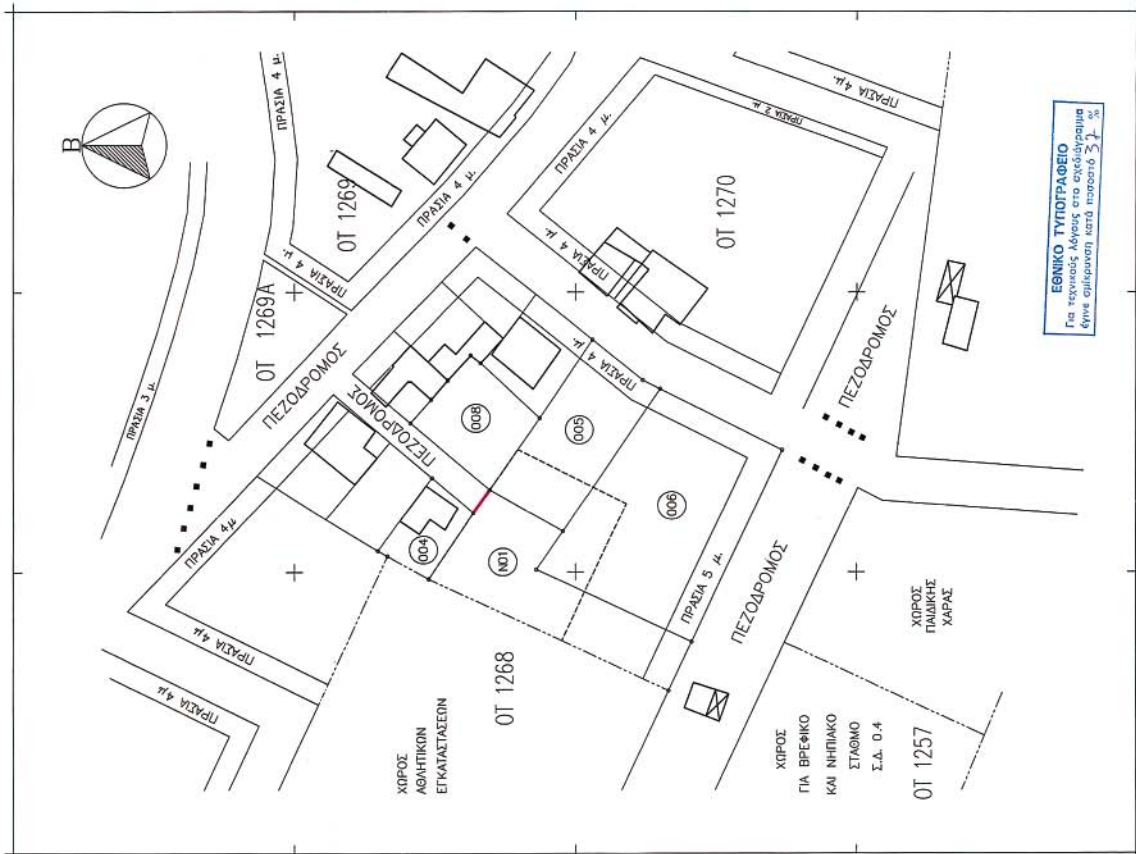 Β
ΠΡΑΣΙΑ 3 μ.
ΠΡΑΣΙΑ 4 μ.
ΟΤ 1269
ΠΡΑΣΙΑ 4 μ.
ΠΡΑΣΙΑ 4 μ.
ΟΤ 1269Α
ΠΕΖΟΔΡΟΜΟΣ
ΠΡΑΣΙΑ 4 μ.
ΠΡΑΣΙΑ 4 μ.
ΠΡΑΣΙΑ 2 μ.
ΠΡΑΣΙΑ 4μ.
ΟΤ 1270
ΕΘΝΙΚΟ ΤΥΠΟΓΡΑΦΕΙΟ
Για τεχνικούς λόγους στο σχεδιάγραμμα
έγινε σμίκρυνση κατά ποσοστό 32 %
ΠΕΖΟΔΡΟΜΟΣ
ΠΡΑΣΙΑ 4μ
008
004
Ν01
005
006
ΠΡΑΣΙΑ 4 μ.
ΠΕΖΟΔΡΟΜΟΣ
ΠΡΑΣΙΑ 5 μ.
ΠΕΖΟΔΡΟΜΟΣ
ΠΡΑΣΙΑ 4μ
ΠΡΑΣΙΑ 4μ
ΧΩΡΟΣ
ΑΘΛΗΤΙΚΩΝ
ΕΓΚΑΤΑΣΤΑΣΕΩΝ
ΟΤ 1268
ΧΩΡΟΣ
ΠΑΙΔΙΚΗΣ
ΧΑΡΑΣ
ΧΩΡΟΣ
ΓΙΑ ΒΡΕΦΙΚΟ
ΚΑΙ ΝΗΠΙΑΚΟ
ΣΤΑΘΜΟ
Σ.Δ. 0.4
ΟΤ 1257